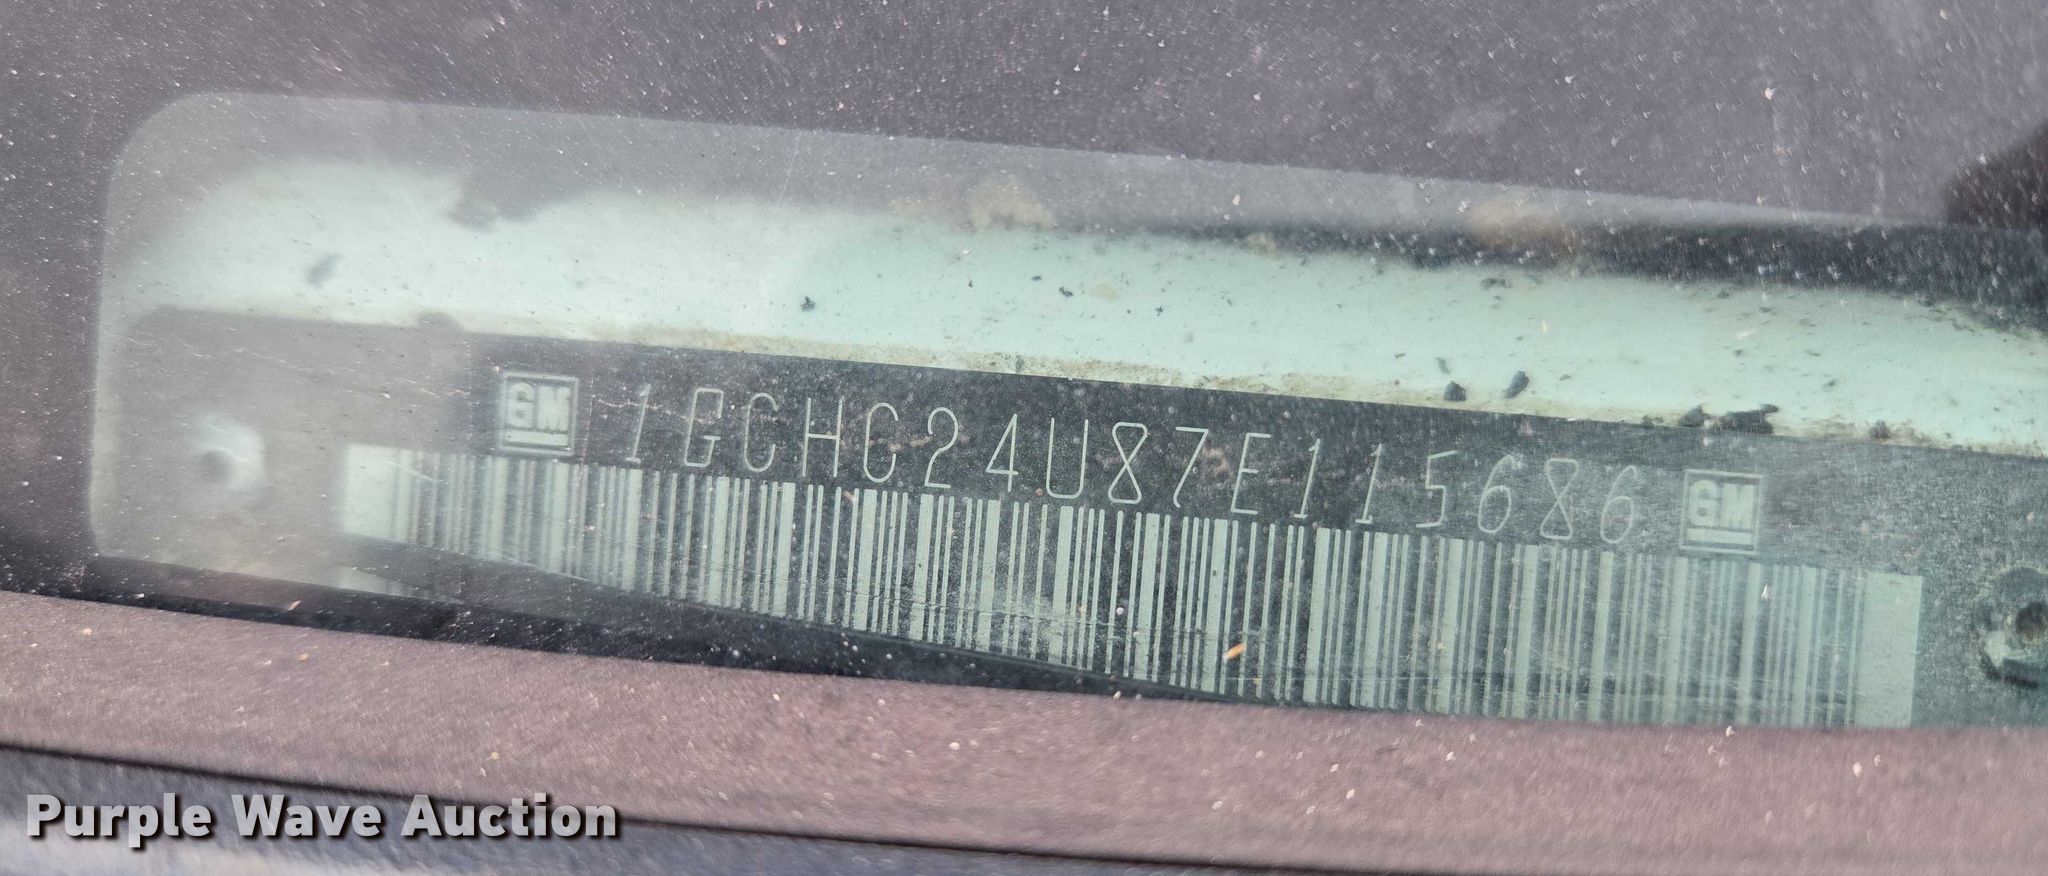 GM 1GCHC24U87E115686 GM
Purple Wave Auction